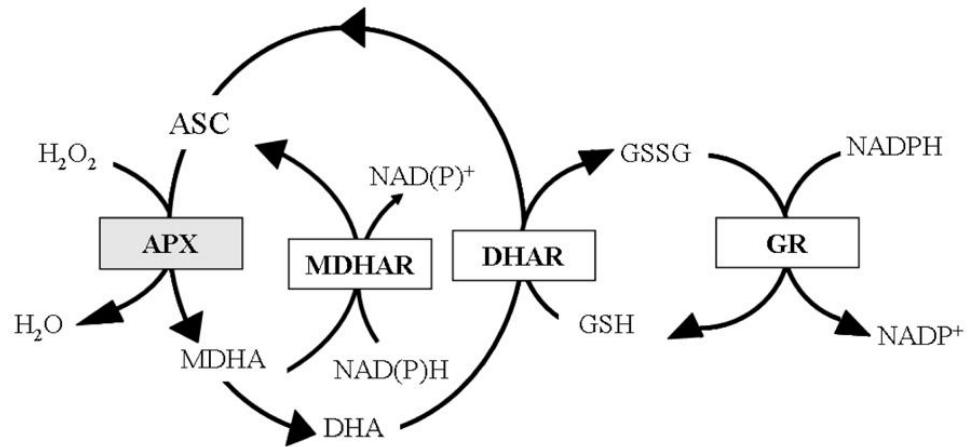 ASC
H₂O₂
GSSG
NADPH
NAD(P)⁺
APX
MDHAR
DHAR
GR
H₂O
GSH
NADP⁺
MDHA
NAD(P)H
DHA